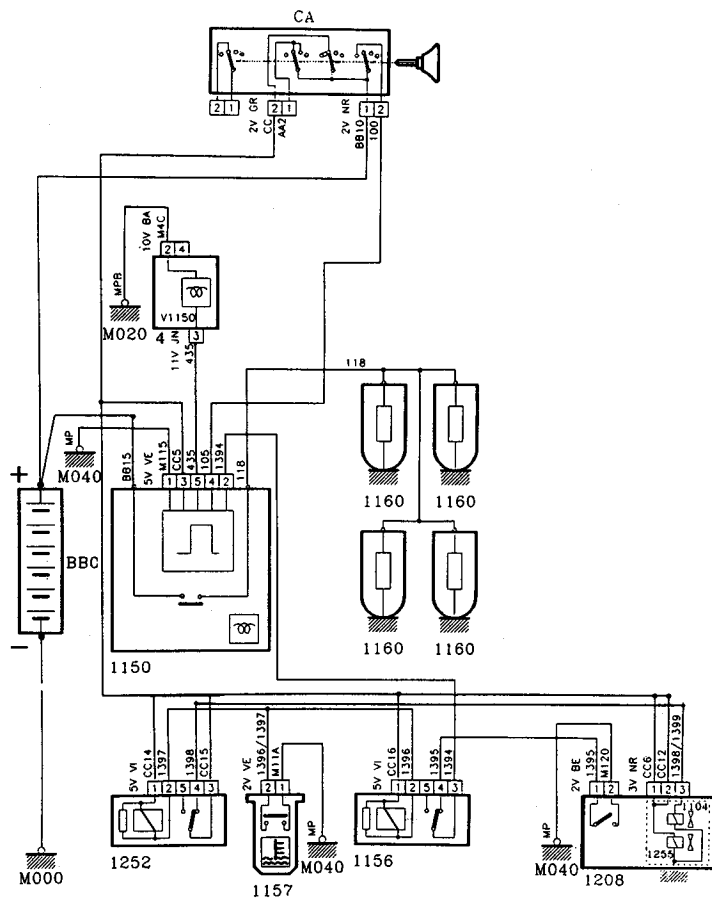 CA
2 1
2 1
1 2
2V GR
CC
AA2
2V NR
BB10
100
10V BA
M4C
2 4
MPB
V1150
M020
4
3
11V JN
435
118
MP
M040
BB15
5V VE
M115
CC5
435
105
1394
118
1 3 5 4 2
1160
1160
+
BBC
−
1150
1160
1160
5V VI
CC14
1397
1398
CC15
1 2 5 4 3
1252
2V VE
1396/1397
M11A
2 1
MP
M040
1157
5V VI
CC16
1396
1395
1394
1 2 5 4 3
1156
2V BE
1395
M120
1 2
MP
M040
3V NR
CC6
CC12
1398/1399
1 2 3
1104
1255
1208
M000